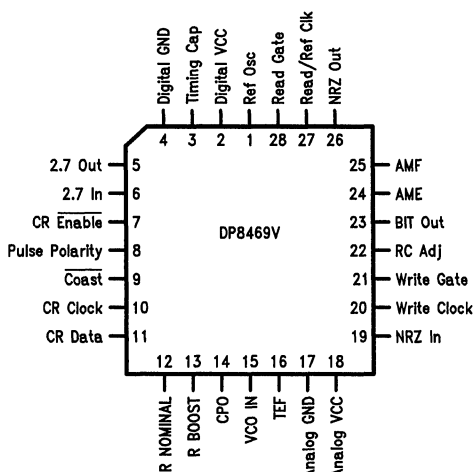 Digital GND
Timing Cap
Digital VCC
Ref Osc
Read Gate
Read/Ref Clk
NRZ Out
4 3 2 1 28 27 26
2.7 Out 5
2.7 In 6
CR Enable 7
Pulse Polarity 8
Coast 9
CR Clock 10
CR Data 11
DP8469V
25 AMF
24 AME
23 BIT Out
22 RC Adj
21 Write Gate
20 Write Clock
19 NRZ In
12 13 14 15 16 17 18
R NOMINAL
R BOOST
CPO
VCO IN
TEF
Analog GND
Analog VCC